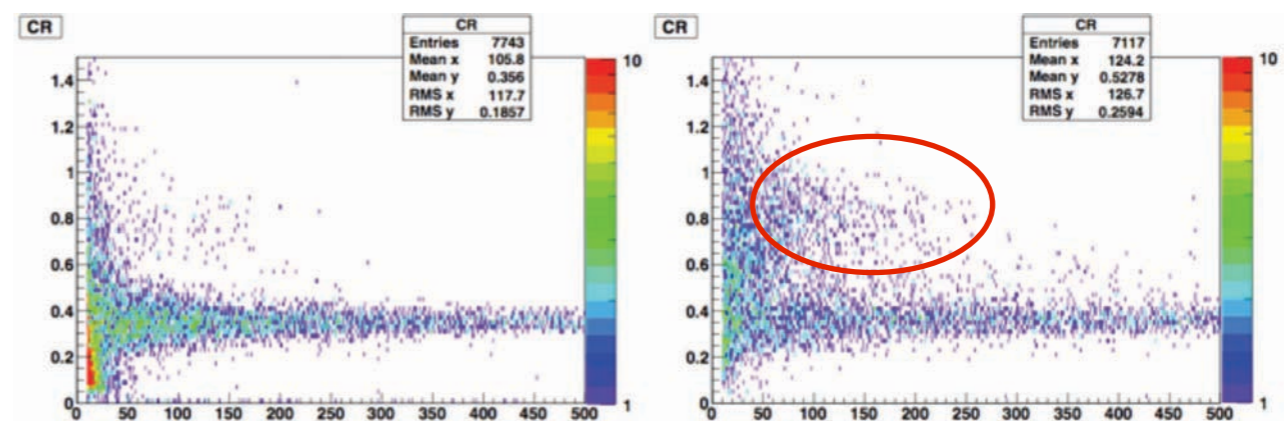 CR
CR
Entries 7743
Mean x 105.8
Mean y 0.356
RMS x 117.7
RMS y 0.1857
10
1.4
1.2
1
0.8
0.6
0.4
0.2
0
0 50 100 150 200 250 300 350 400 450 500
1
CR
CR
Entries 7117
Mean x 124.2
Mean y 0.5278
RMS x 126.7
RMS y 0.2594
10
1.4
1.2
1
0.8
0.6
0.4
0.2
0
0 50 100 150 200 250 300 350 400 450 500
1